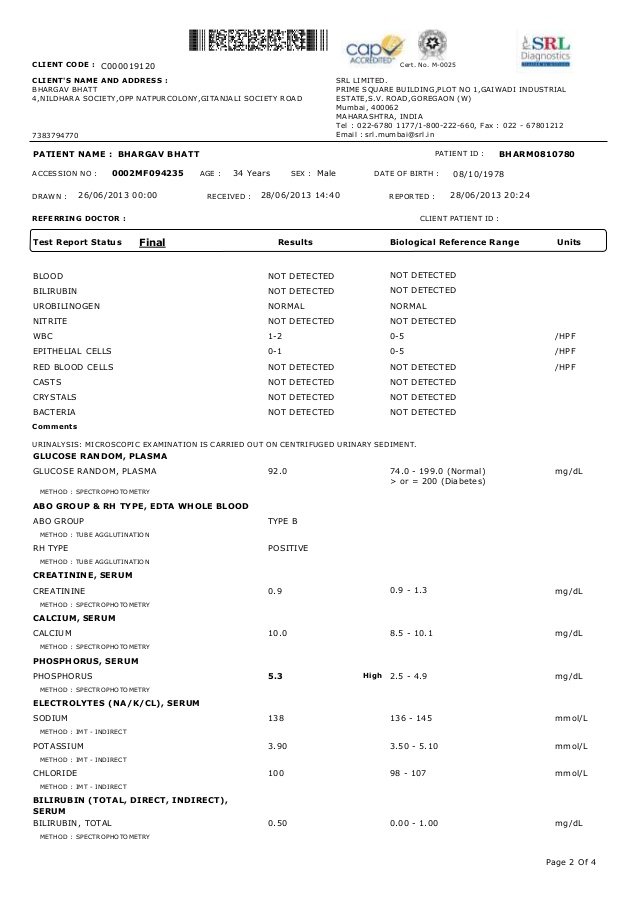 cap
ACCREDITED
SRL
Diagnostics
CLIENT CODE : C000019120
Cert. No. M-0025
CLIENT'S NAME AND ADDRESS :
BHARGAV BHATT
4,NILDHARA SOCIETY,OPP NATPURCOLONY,GITANJALI SOCIETY ROAD
7383794770
SRL LIMITED.
PRIME SQUARE BUILDING,PLOT NO 1,GAIWADI INDUSTRIAL
ESTATE,S.V. ROAD,GOREGAON (W)
Mumbai, 400062
MAHARASHTRA, INDIA
Tel : 022-6780 1177/1-800-222-660, Fax : 022 - 67801212
Email : srl.mumbai@srl.in
PATIENT NAME : BHARGAV BHATT PATIENT ID : BHARM0810780
ACCESSION NO : 0002MF094235 AGE : 34 Years SEX : Male DATE OF BIRTH : 08/10/1978
DRAWN : 26/06/2013 00:00 RECEIVED : 28/06/2013 14:40 REPORTED : 28/06/2013 20:24
REFERRING DOCTOR : CLIENT PATIENT ID :
Test Report Status Final Results Biological Reference Range Units
BLOOD NOT DETECTED NOT DETECTED
BILIRUBIN NOT DETECTED NOT DETECTED
UROBILINOGEN NORMAL NORMAL
NITRITE NOT DETECTED NOT DETECTED
WBC 1-2 0-5 /HPF
EPITHELIAL CELLS 0-1 0-5 /HPF
RED BLOOD CELLS NOT DETECTED NOT DETECTED /HPF
CASTS NOT DETECTED NOT DETECTED
CRYSTALS NOT DETECTED NOT DETECTED
BACTERIA NOT DETECTED NOT DETECTED
Comments
URINALYSIS: MICROSCOPIC EXAMINATION IS CARRIED OUT ON CENTRIFUGED URINARY SEDIMENT.
GLUCOSE RANDOM, PLASMA
GLUCOSE RANDOM, PLASMA 92.0 74.0 - 199.0 (Normal) mg/dL
> or = 200 (Diabetes)
METHOD : SPECTROPHOTOMETRY
ABO GROUP & RH TYPE, EDTA WHOLE BLOOD
ABO GROUP TYPE B
METHOD : TUBE AGGLUTINATION
RH TYPE POSITIVE
METHOD : TUBE AGGLUTINATION
CREATININE, SERUM
CREATININE 0.9 0.9 - 1.3 mg/dL
METHOD : SPECTROPHOTOMETRY
CALCIUM, SERUM
CALCIUM 10.0 8.5 - 10.1 mg/dL
METHOD : SPECTROPHOTOMETRY
PHOSPHORUS, SERUM
PHOSPHORUS 5.3 High 2.5 - 4.9 mg/dL
METHOD : SPECTROPHOTOMETRY
ELECTROLYTES (NA/K/CL), SERUM
SODIUM 138 136 - 145 mmol/L
METHOD : IMT - INDIRECT
POTASSIUM 3.90 3.50 - 5.10 mmol/L
METHOD : IMT - INDIRECT
CHLORIDE 100 98 - 107 mmol/L
METHOD : IMT - INDIRECT
BILIRUBIN (TOTAL, DIRECT, INDIRECT),
SERUM
BILIRUBIN, TOTAL 0.50 0.00 - 1.00 mg/dL
METHOD : SPECTROPHOTOMETRY
Page 2 Of 4